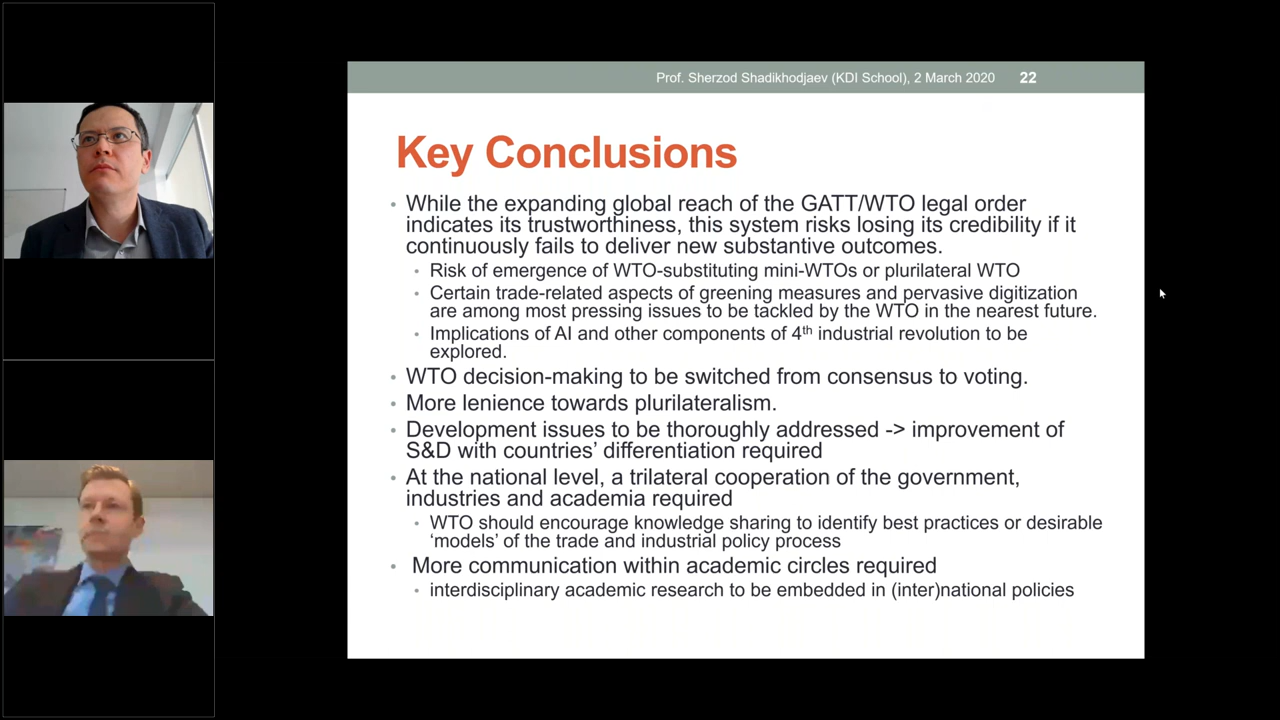 Prof. Sherzod Shadikhodjaev (KDI School), 2 March 2020 22
Key Conclusions
• While the expanding global reach of the GATT/WTO legal order
indicates its trustworthiness, this system risks losing its credibility if it
continuously fails to deliver new substantive outcomes.
• Risk of emergence of WTO-substituting mini-WTOs or plurilateral WTO
• Certain trade-related aspects of greening measures and pervasive digitization
are among most pressing issues to be tackled by the WTO in the nearest future.
• Implications of AI and other components of 4th industrial revolution to be
explored.
• WTO decision-making to be switched from consensus to voting.
• More lenience towards plurilateralism.
• Development issues to be thoroughly addressed -> improvement of
S&D with countries’ differentiation required
• At the national level, a trilateral cooperation of the government,
industries and academia required
• WTO should encourage knowledge sharing to identify best practices or desirable
‘models’ of the trade and industrial policy process
• More communication within academic circles required
• interdisciplinary academic research to be embedded in (inter)national policies